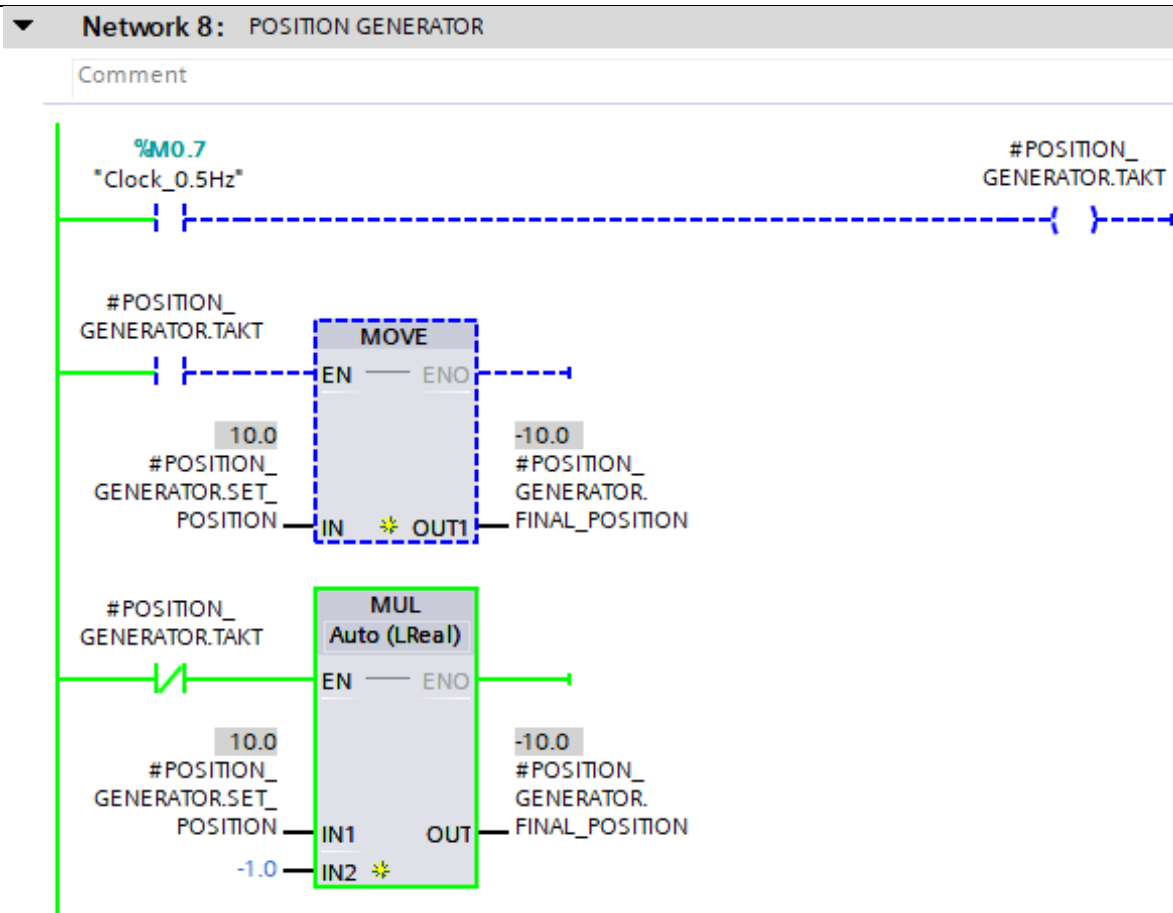 Network 8: POSITION GENERATOR
Comment
%M0.7
"Clock_0.5Hz"
#POSITION_
GENERATOR.TAKT
#POSITION_
GENERATOR.TAKT
MOVE
EN ENO
10.0
#POSITION_
GENERATOR.SET_
POSITION
IN OUT1
-10.0
#POSITION_
GENERATOR.
FINAL_POSITION
#POSITION_
GENERATOR.TAKT
MUL
Auto (LReal)
EN ENO
10.0
#POSITION_
GENERATOR.SET_
POSITION
IN1 OUT
-10.0
#POSITION_
GENERATOR.
FINAL_POSITION
-1.0 IN2